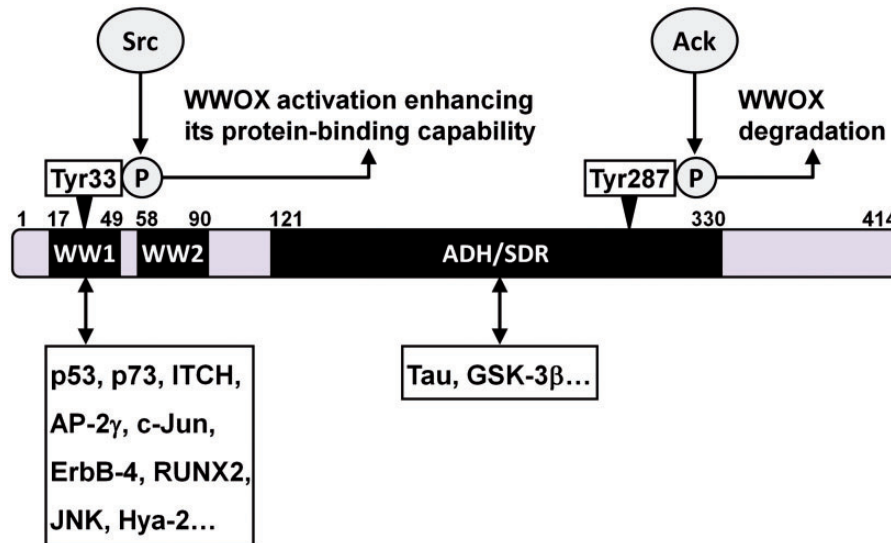 Src
Ack
WWOX activation enhancing
its protein-binding capability
WWOX
degradation
Tyr33 P
Tyr287 P
1 17 49 58 90 121 330 414
WW1 WW2 ADH/SDR
p53, p73, ITCH,
AP-2γ, c-Jun,
ErbB-4, RUNX2,
JNK, Hya-2...
Tau, GSK-3β...